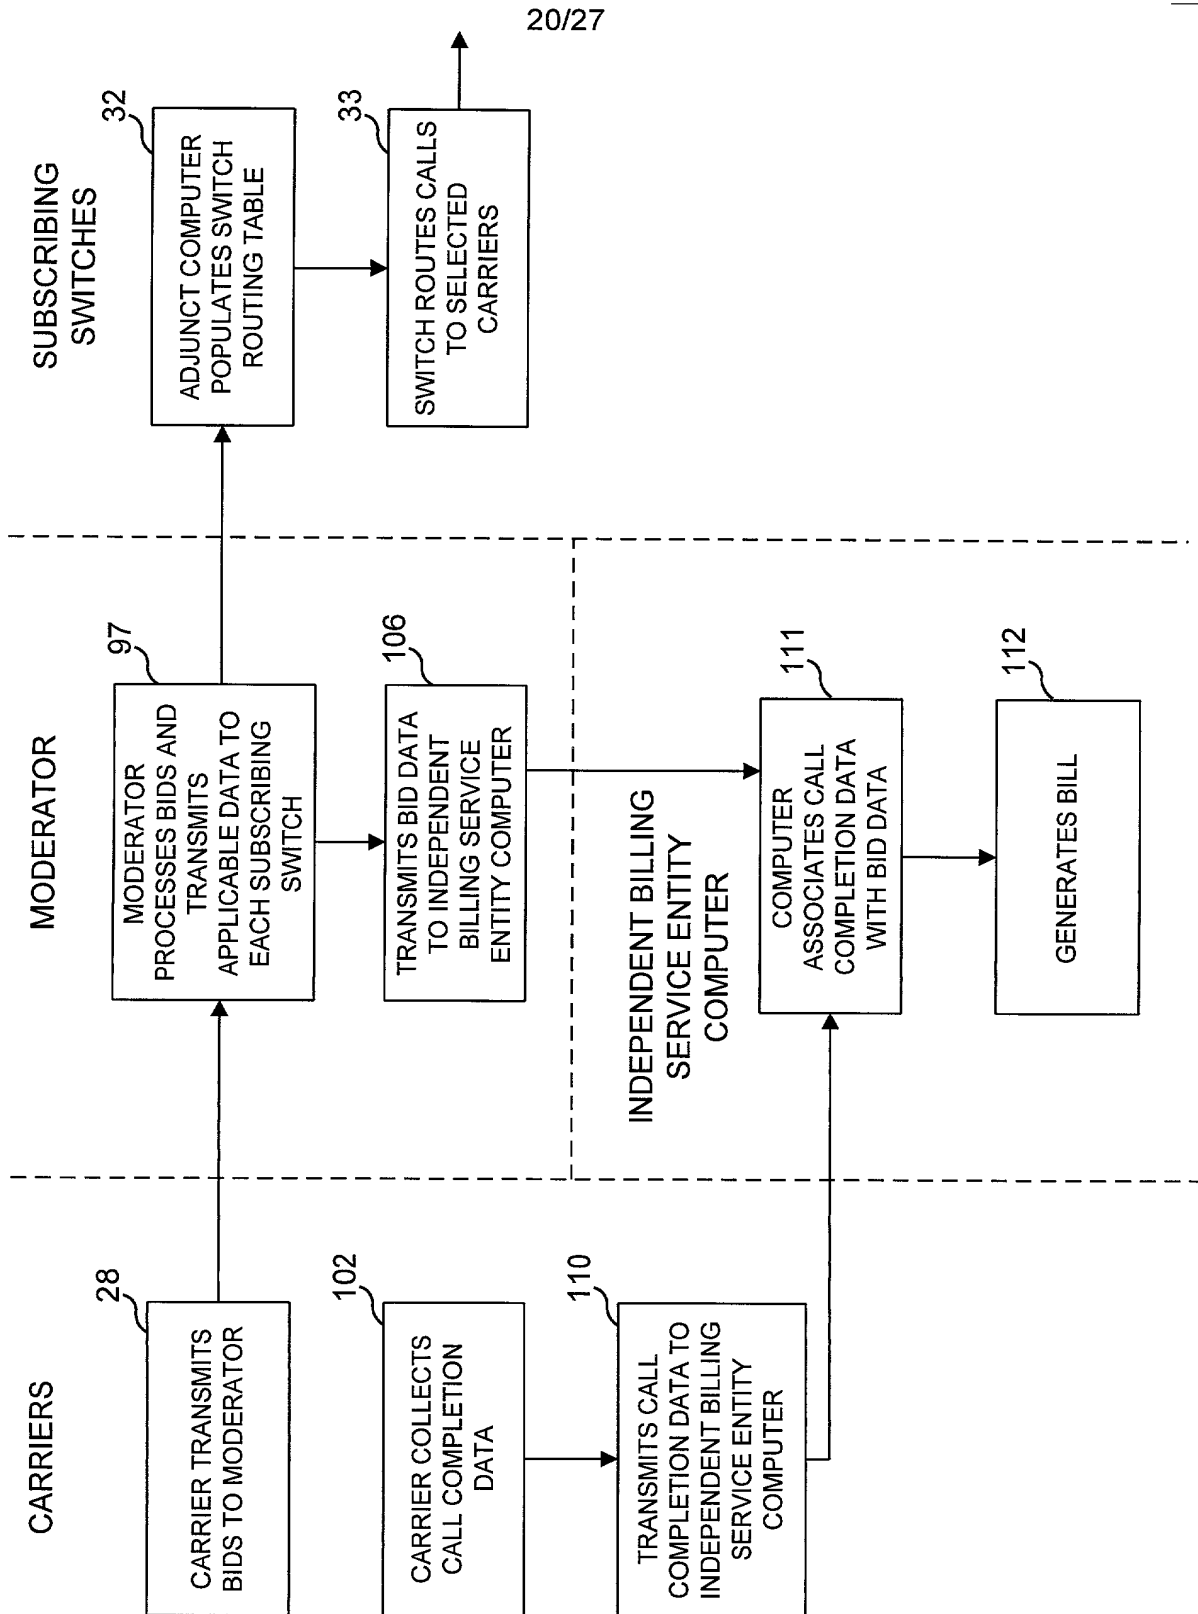 20/27
CARRIERS
28
CARRIER TRANSMITS
BIDS TO MODERATOR
102
CARRIER COLLECTS
CALL COMPLETION
DATA
110
TRANSMITS CALL
COMPLETION DATA TO
INDEPENDENT BILLING
SERVICE ENTITY
COMPUTER
MODERATOR
97
MODERATOR
PROCESSES BIDS AND
TRANSMITS
APPLICABLE DATA TO
EACH SUBSCRIBING
SWITCH
106
TRANSMITS BID DATA
TO INDEPENDENT
BILLING SERVICE
ENTITY COMPUTER
INDEPENDENT BILLING
SERVICE ENTITY
COMPUTER
111
COMPUTER
ASSOCIATES CALL
COMPLETION DATA
WITH BID DATA
112
GENERATES BILL
SUBSCRIBING
SWITCHES
32
ADJUNCT COMPUTER
POPULATES SWITCH
ROUTING TABLE
33
SWITCH ROUTES CALLS
TO SELECTED
CARRIERS